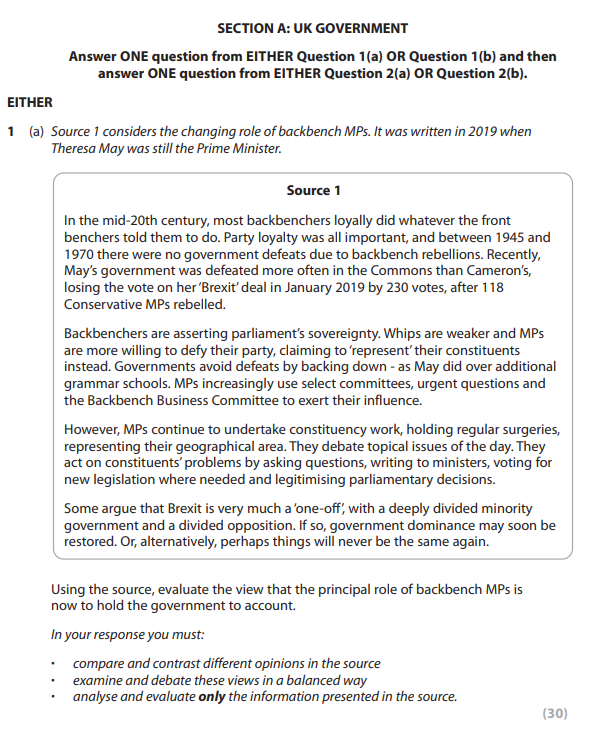 SECTION A: UK GOVERNMENT
Answer ONE question from EITHER Question 1(a) OR Question 1(b) and then
answer ONE question from EITHER Question 2(a) OR Question 2(b).
EITHER
1 (a) Source 1 considers the changing role of backbench MPs. It was written in 2019 when
Theresa May was still the Prime Minister.
Source 1
In the mid-20th century, most backbenchers loyally did whatever the front
benchers told them to do. Party loyalty was all important, and between 1945 and
1970 there were no government defeats due to backbench rebellions. Recently,
May's government was defeated more often in the Commons than Cameron's,
losing the vote on her 'Brexit' deal in January 2019 by 230 votes, after 118
Conservative MPs rebelled.
Backbenchers are asserting parliament's sovereignty. Whips are weaker and MPs
are more willing to defy their party, claiming to 'represent' their constituents
instead. Governments avoid defeats by backing down - as May did over additional
grammar schools. MPs increasingly use select committees, urgent questions and
the Backbench Business Committee to exert their influence.
However, MPs continue to undertake constituency work, holding regular surgeries,
representing their geographical area. They debate topical issues of the day. They
act on constituents' problems by asking questions, writing to ministers, voting for
new legislation where needed and legitimising parliamentary decisions.
Some argue that Brexit is very much a 'one-off', with a deeply divided minority
government and a divided opposition. If so, government dominance may soon be
restored. Or, alternatively, perhaps things will never be the same again.
Using the source, evaluate the view that the principal role of backbench MPs is
now to hold the government to account.
In your response you must:
• compare and contrast different opinions in the source
• examine and debate these views in a balanced way
• analyse and evaluate only the information presented in the source.
(30)